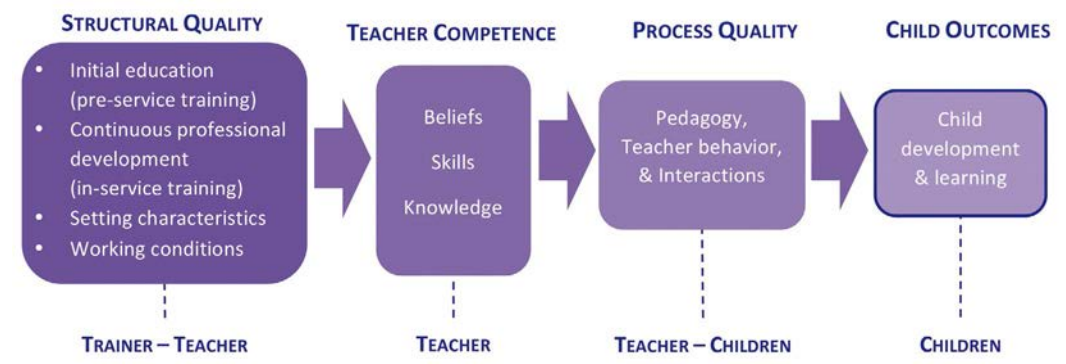 STRUCTURAL QUALITY
• Initial education
(pre-service training)
• Continuous professional
development
(in-service training)
• Setting characteristics
• Working conditions
TRAINER – TEACHER
TEACHER COMPETENCE
Beliefs
Skills
Knowledge
TEACHER
PROCESS QUALITY
Pedagogy,
Teacher behavior,
& Interactions
TEACHER – CHILDREN
CHILD OUTCOMES
Child
development
& learning
CHILDREN